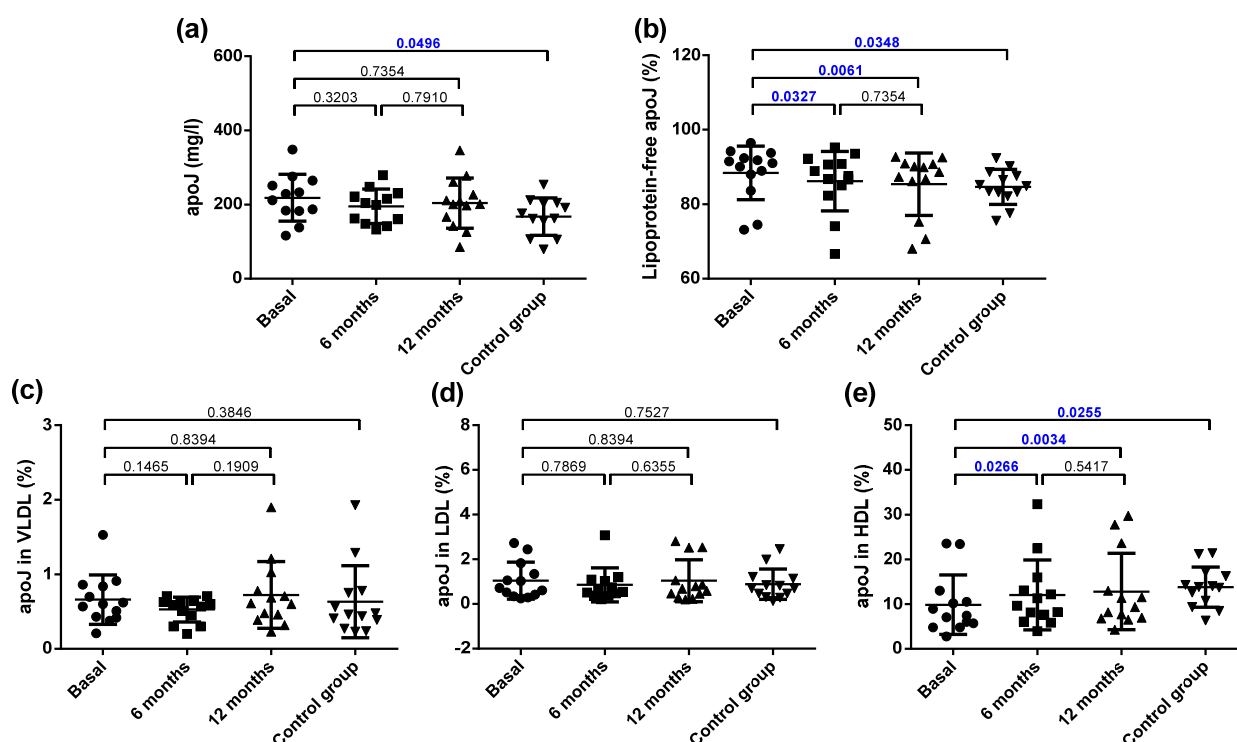 (a)
apoJ (mg/l)
600
400
200
0
0.0496
0.7354
0.3203 0.7910
Basal
6 months
12 months
Control group
(b)
Lipoprotein-free apoJ (%)
120
100
80
60
0.0348
0.0061
0.0327 0.7354
Basal
6 months
12 months
Control group
(c)
apoJ in VLDL (%)
3
2
1
0
0.3846
0.8394
0.1465 0.1909
Basal
6 months
12 months
Control group
(d)
apoJ in LDL (%)
8
6
4
2
0
-2
0.7527
0.8394
0.7869 0.6355
Basal
6 months
12 months
Control group
(e)
apoJ in HDL (%)
50
40
30
20
10
0
0.0255
0.0034
0.0266 0.5417
Basal
6 months
12 months
Control group